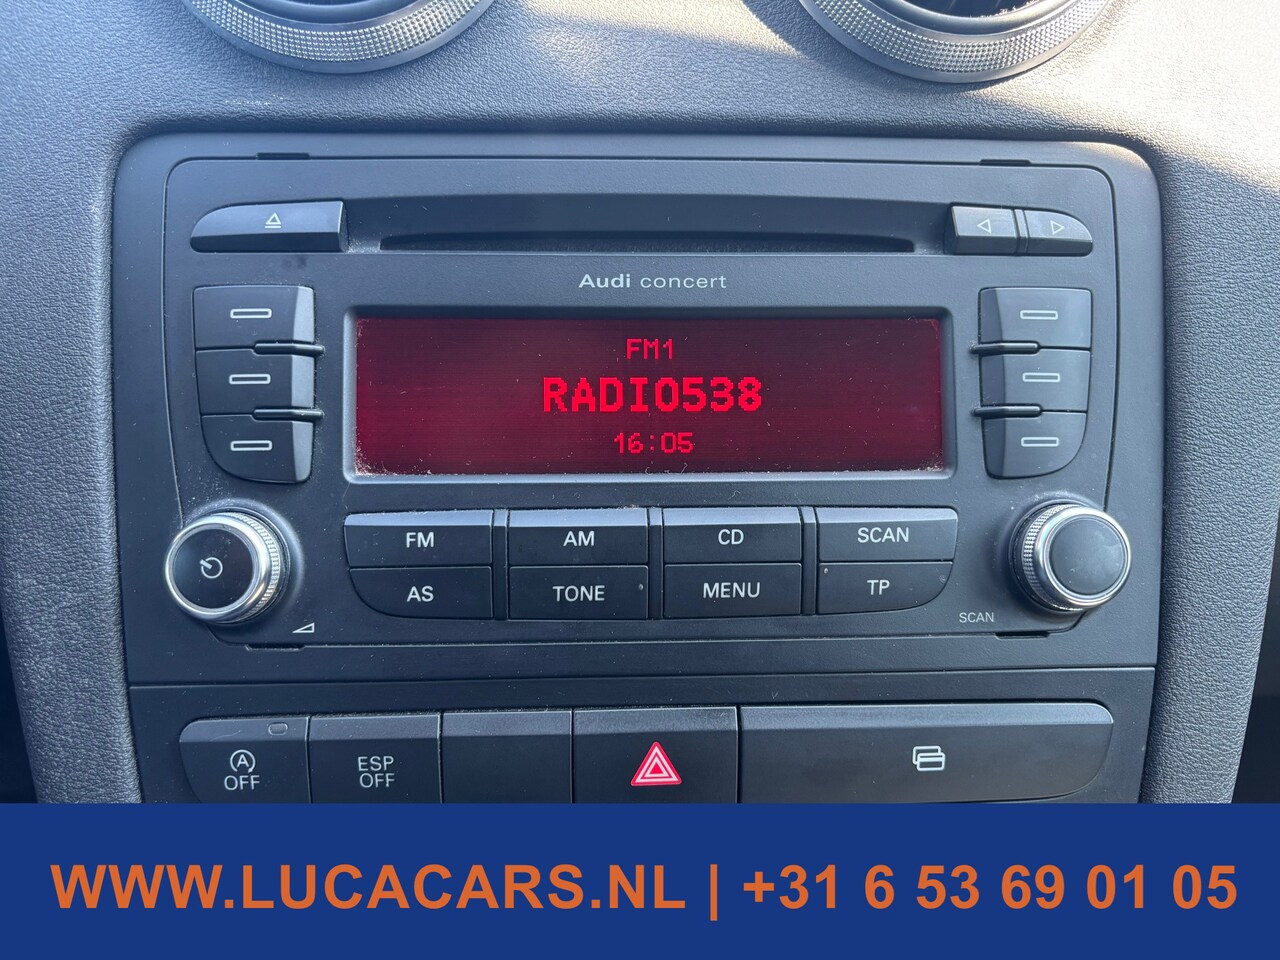 Audi concert
FM1
RADIO538
16:05
FM
AM
CD
SCAN
AS
TONE
MENU
TP
SCAN
A
OFF
ESP
OFF
WWW.LUCACARS.NL | +31 6 53 69 01 05